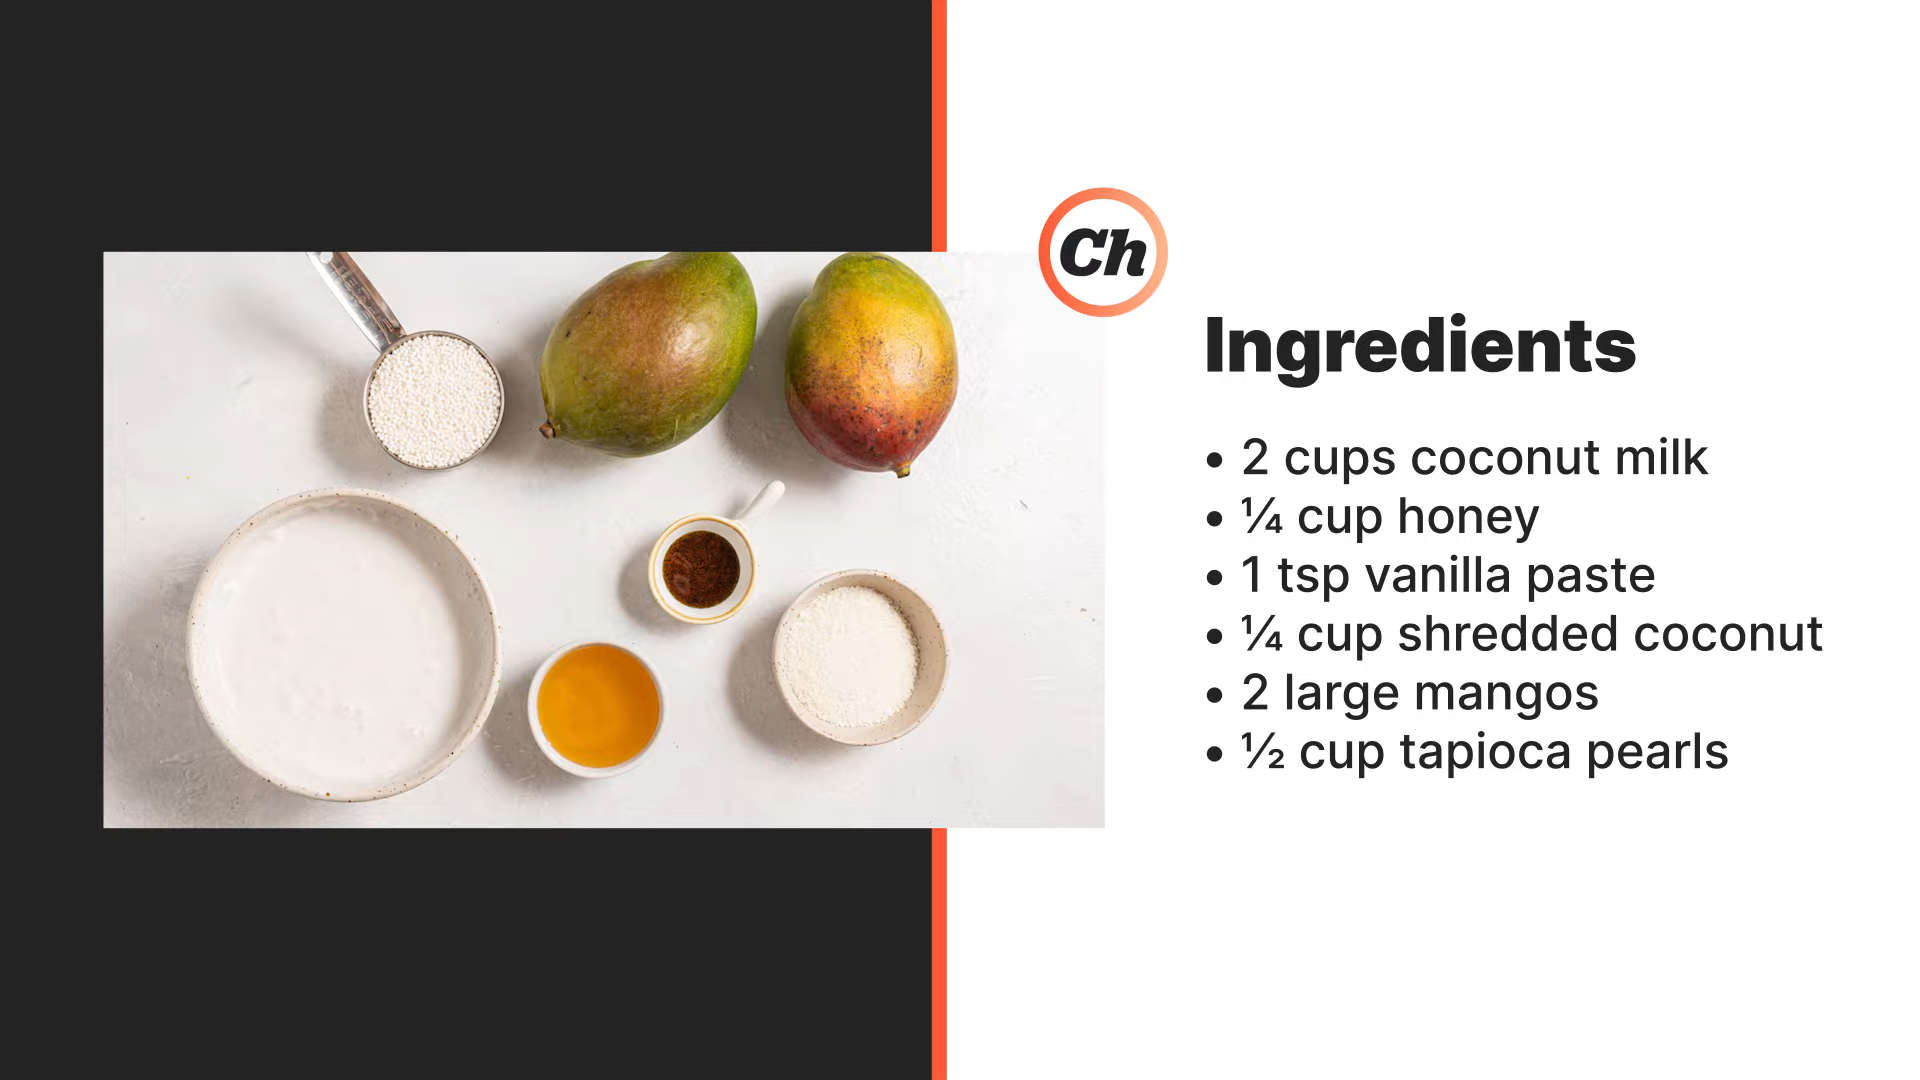 Ch
Ingredients
• 2 cups coconut milk
• ¼ cup honey
• 1 tsp vanilla paste
• ¼ cup shredded coconut
• 2 large mangos
• ½ cup tapioca pearls